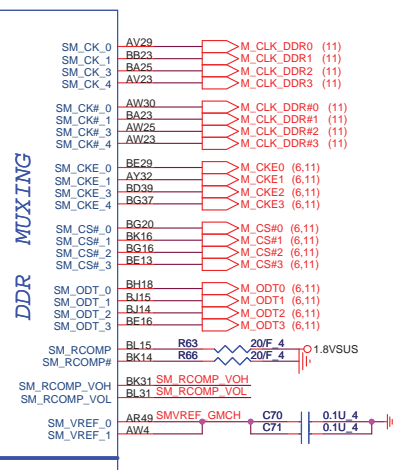 DDR MUXING
SM_CK_0 AV29 M_CLK_DDR0 (11)
SM_CK_1 BB23 M_CLK_DDR1 (11)
SM_CK_3 BA25 M_CLK_DDR2 (11)
SM_CK_4 AV23 M_CLK_DDR3 (11)
SM_CK#_0 AW30 M_CLK_DDR#0 (11)
SM_CK#_1 BA23 M_CLK_DDR#1 (11)
SM_CK#_3 AW25 M_CLK_DDR#2 (11)
SM_CK#_4 AW23 M_CLK_DDR#3 (11)
SM_CKE_0 BE29 M_CKE0 (6,11)
SM_CKE_1 AY32 M_CKE1 (6,11)
SM_CKE_3 BD39 M_CKE2 (6,11)
SM_CKE_4 BG37 M_CKE3 (6,11)
SM_CS#_0 BG20 M_CS#0 (6,11)
SM_CS#_1 BK16 M_CS#1 (6,11)
SM_CS#_2 BG16 M_CS#2 (6,11)
SM_CS#_3 BE13 M_CS#3 (6,11)
SM_ODT_0 BH18 M_ODT0 (6,11)
SM_ODT_1 BJ15 M_ODT1 (6,11)
SM_ODT_2 BJ14 M_ODT2 (6,11)
SM_ODT_3 BE16 M_ODT3 (6,11)
SM_RCOMP BL15 R63 20/F_4 1.8VSUS
SM_RCOMP# BK14 R66 20/F_4
SM_RCOMP_VOH BK31 SM_RCOMP_VOH
SM_RCOMP_VOL BL31 SM_RCOMP_VOL
SM_VREF_0 AR49 SMVREF_GMCH C70 0.1U_4
SM_VREF_1 AW4 C71 0.1U_4